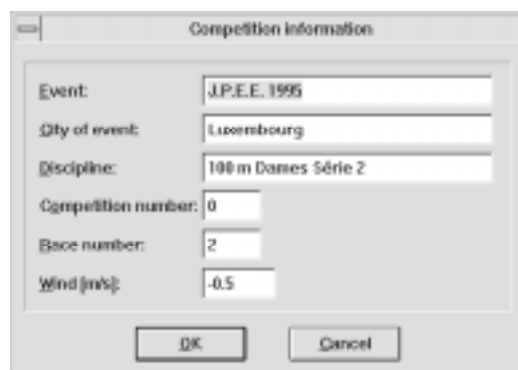 Competition information
Event: J.P.E.E. 1995
City of event: Luxembourg
Discipline: 100 m Dames Série 2
Competition number: 0
Race number: 2
Wind [m/s]: -0.5
OK Cancel